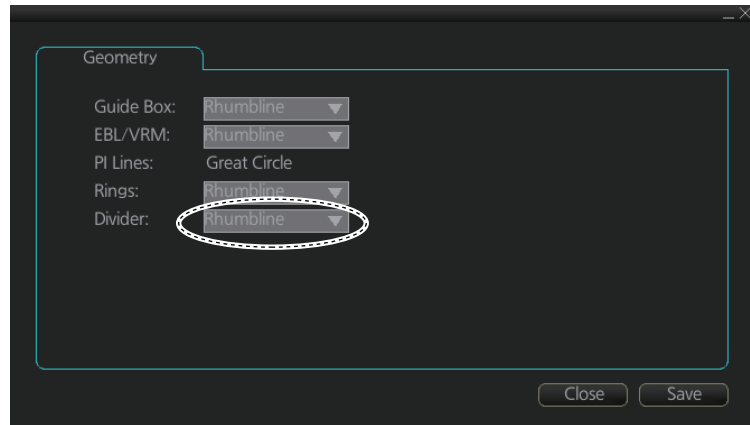 Geometry
Guide Box: Rhumbline
EBL/VRM: Rhumbline
PI Lines: Great Circle
Rings: Rhumbline
Divider: Rhumbline
Close Save